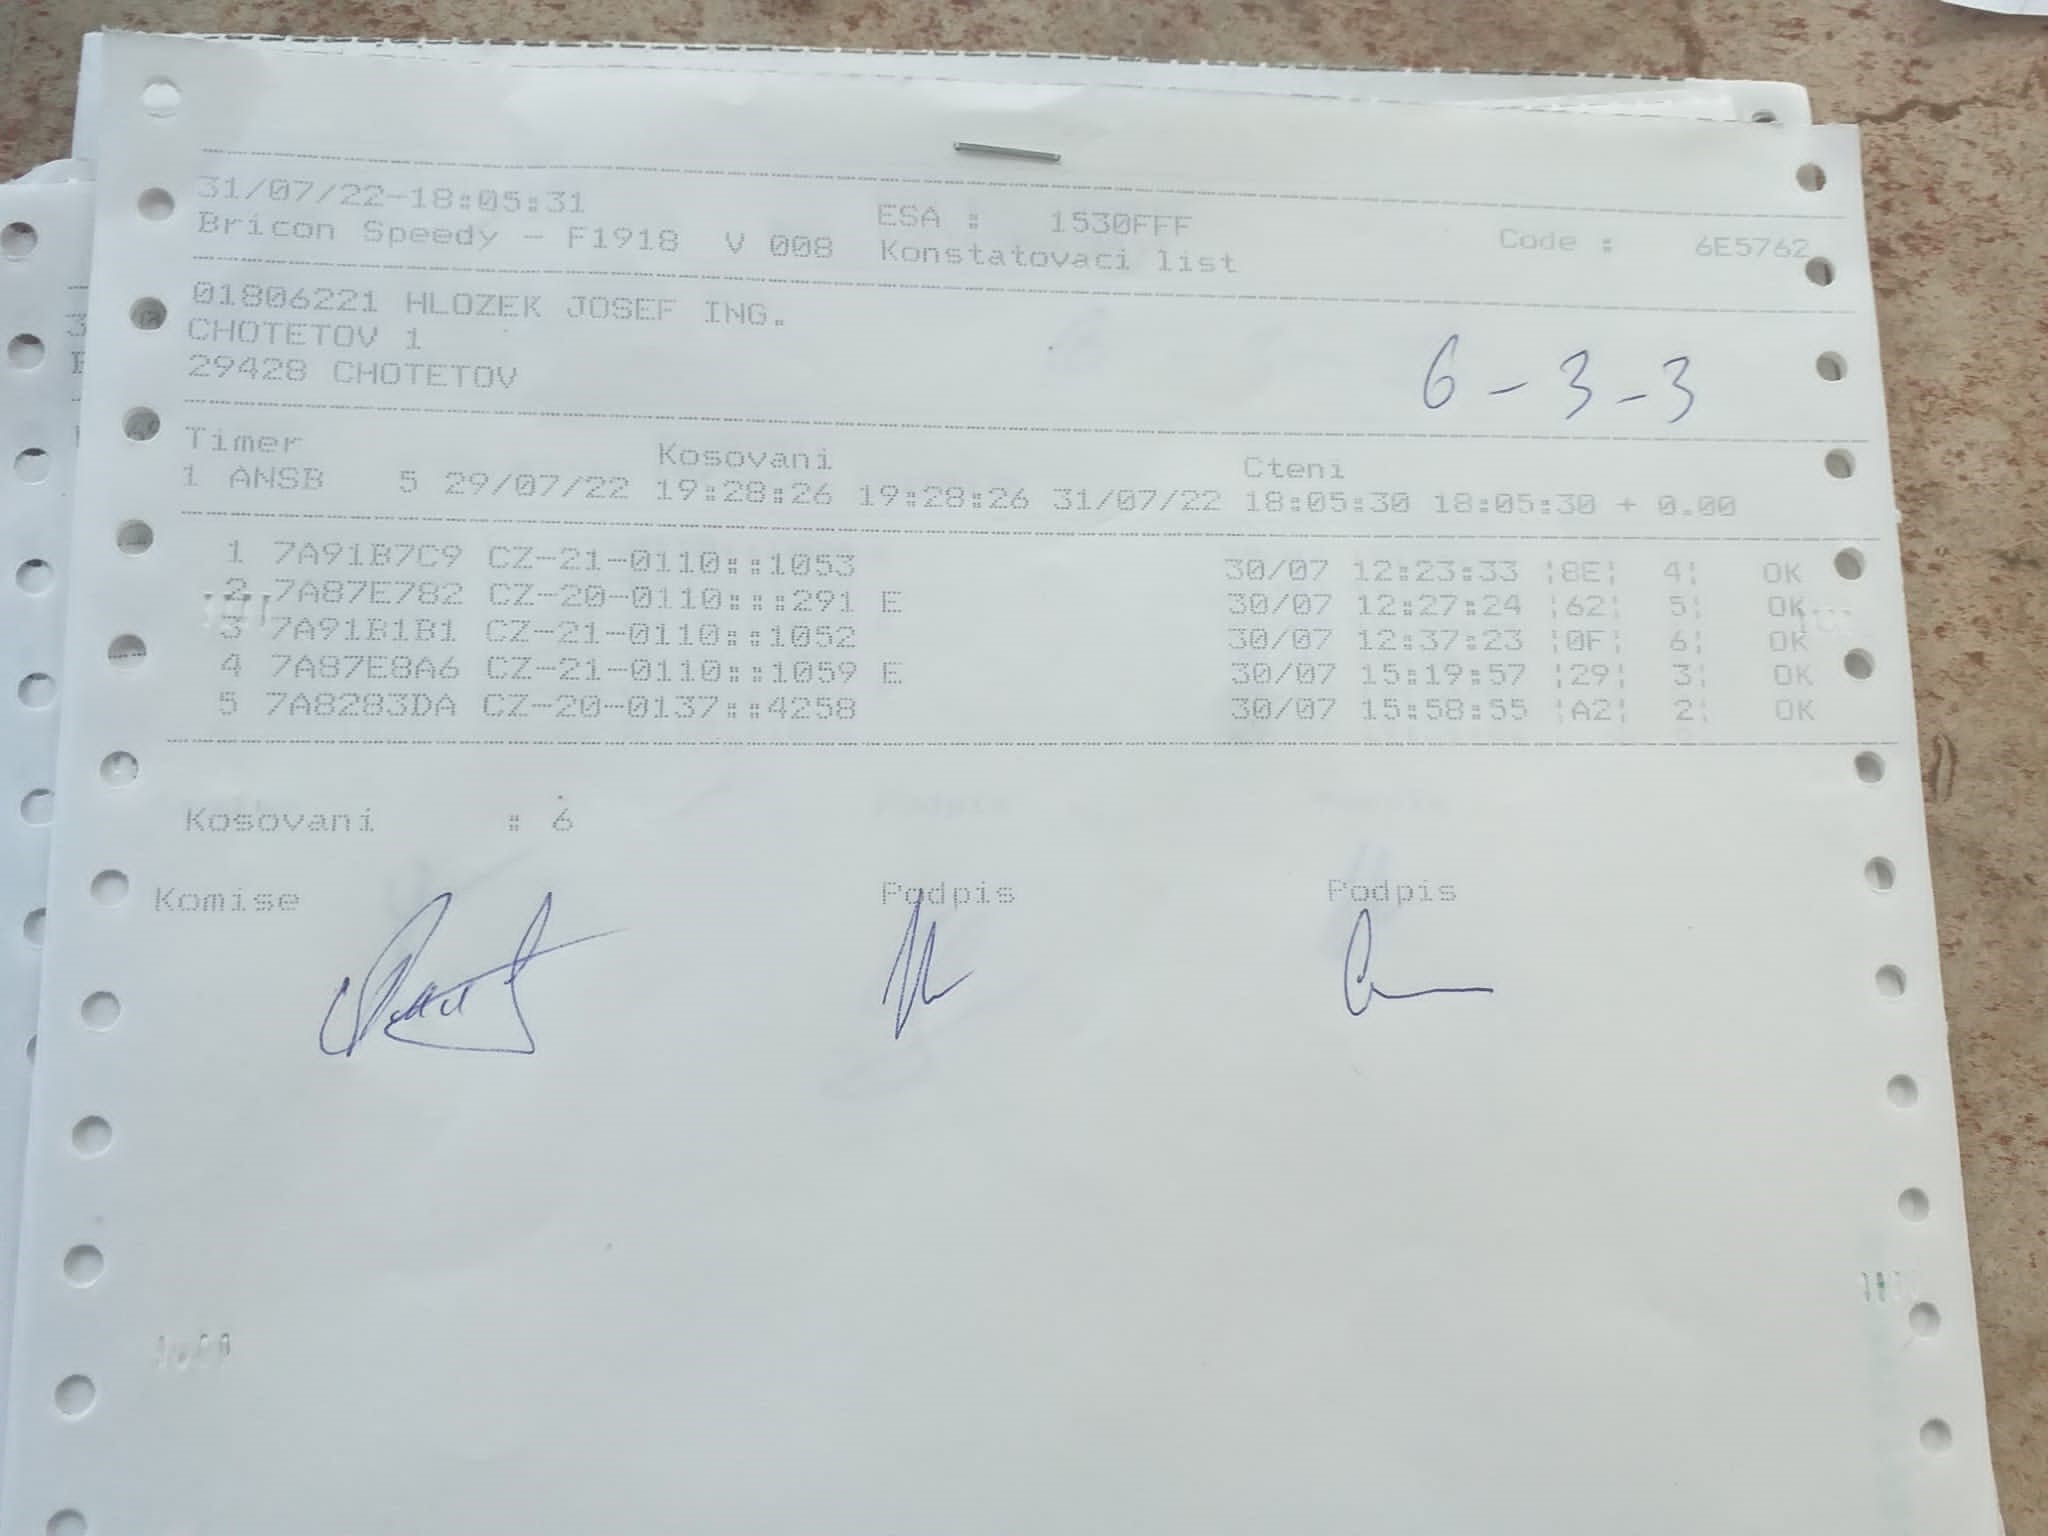 31/07/22-18:05:31 ESA : 1530FFF Code : 6E5762
Bricon Speedy - F1918 V 008 Konstatovaci list
01806221 HLOZEK JOSEF ING.
CHOTETOV 1
29428 CHOTETOV
6 - 3 - 3
Timer Kosovani Cteni
1 ANSB 5 29/07/22 19:28:26 19:28:26 31/07/22 18:05:30 18:05:30 + 0.00
1 7A91B7C9 CZ-21-0110::1053 30/07 12:23:33 ¦8E¦ 4¦ OK
2 7A87E782 CZ-20-0110:::291 E 30/07 12:27:24 ¦62¦ 5¦ OK
3 7A91B1B1 CZ-21-0110::1052 30/07 12:37:23 ¦0F¦ 6¦ OK
4 7A87E8A6 CZ-21-0110::1059 E 30/07 15:19:57 ¦29¦ 3¦ OK
5 7A8283DA CZ-20-0137::4258 30/07 15:58:55 ¦A2¦ 2¦ OK
Kosovani : 6
Komise Podpis Podpis